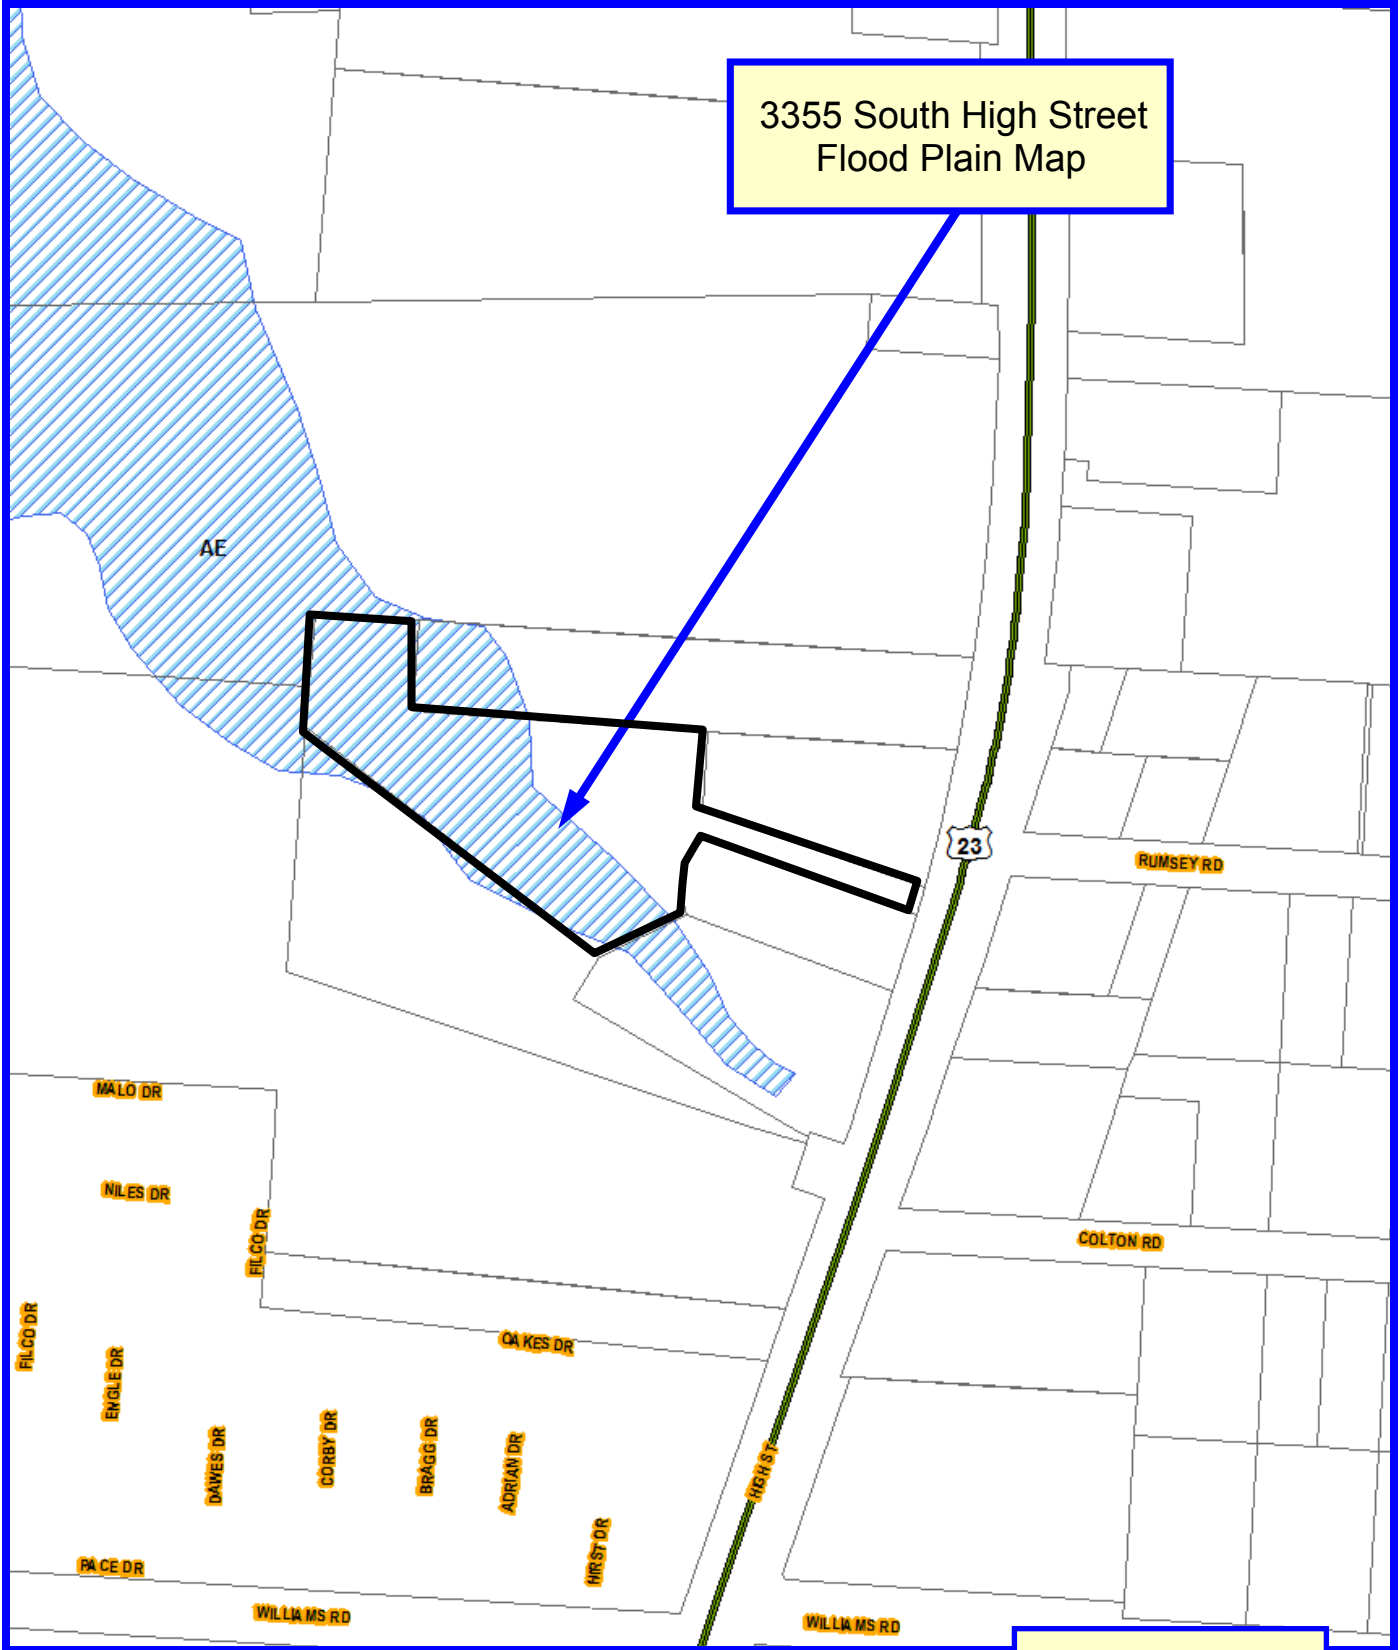 3355 South High Street
Flood Plain Map
AE
23
RUMSEY RD
MALO DR
NILES DR
FILCO DR
COLTON RD
FILCO DR
OAKES DR
ENGLE DR
DAWES DR
CORBY DR
BRAGG DR
ADRIAN DR
HIGH ST
HIRST DR
PACE DR
WILLIAMS RD
WILLIAMS RD